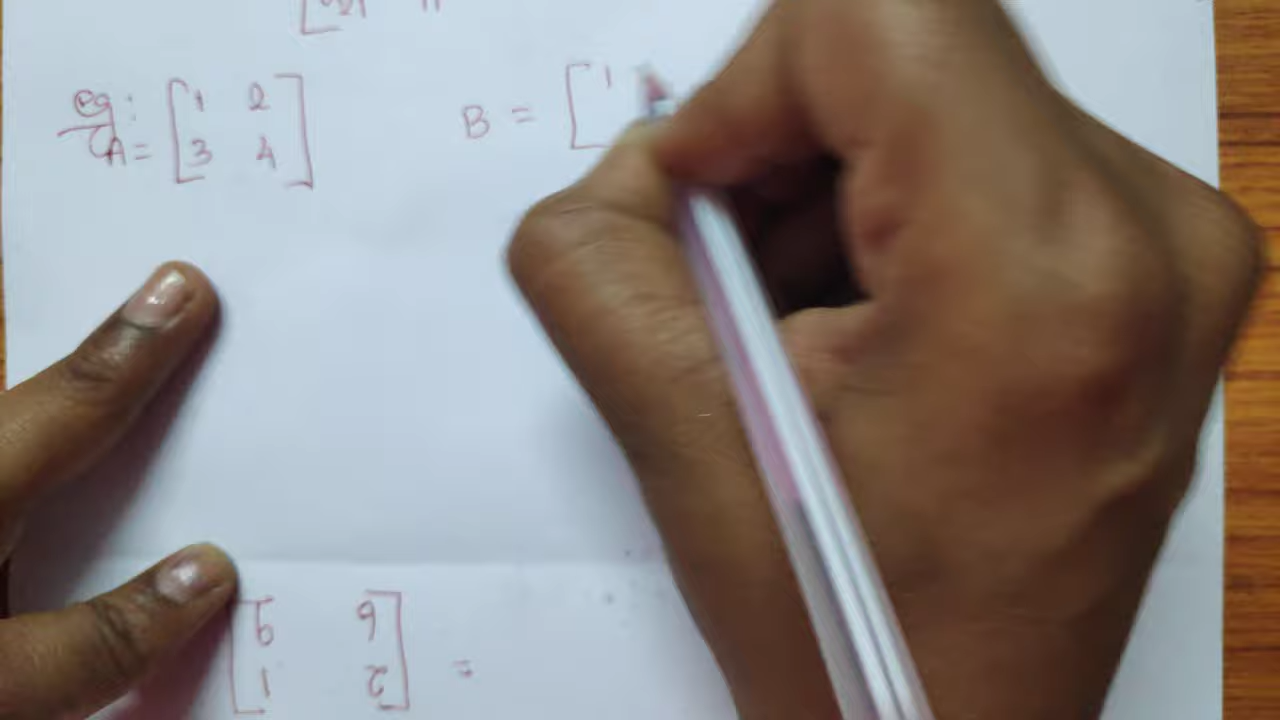 eg:
A = [1 2
3 4]
B = [1
[9 6
1 2] =